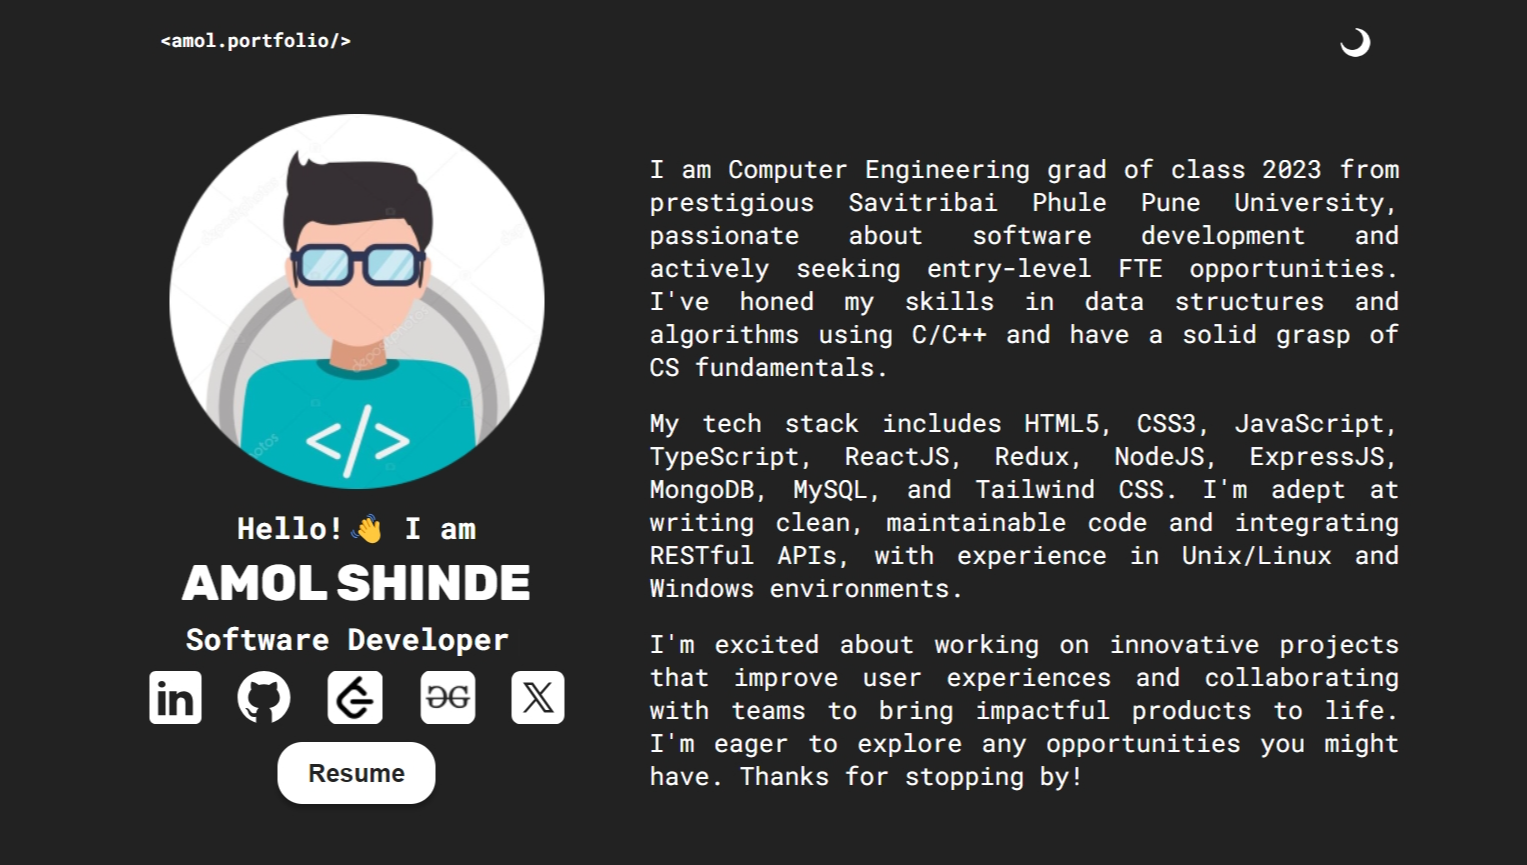 <amol.portfolio/>
depositphotos
depositphotos
</>
Hello!👋 I am
AMOL SHINDE
Software Developer
in
GG
X
Resume
I am Computer Engineering grad of class 2023 from
prestigious Savitribai Phule Pune University,
passionate about software development and
actively seeking entry-level FTE opportunities.
I've honed my skills in data structures and
algorithms using C/C++ and have a solid grasp of
CS fundamentals.
My tech stack includes HTML5, CSS3, JavaScript,
TypeScript, ReactJS, Redux, NodeJS, ExpressJS,
MongoDB, MySQL, and Tailwind CSS. I'm adept at
writing clean, maintainable code and integrating
RESTful APIs, with experience in Unix/Linux and
Windows environments.
I'm excited about working on innovative projects
that improve user experiences and collaborating
with teams to bring impactful products to life.
I'm eager to explore any opportunities you might
have. Thanks for stopping by!